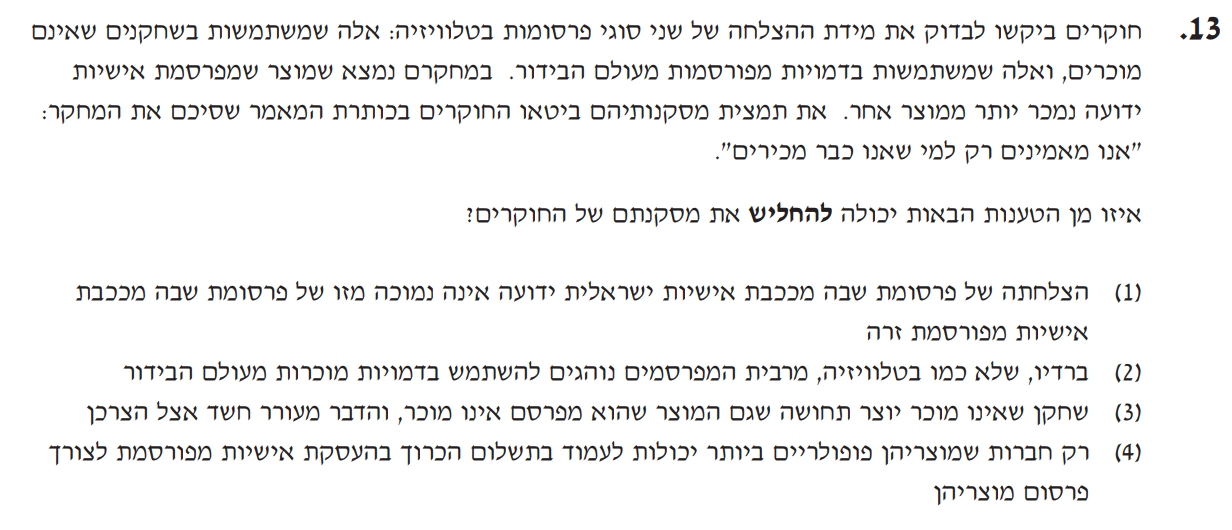 13. חוקרים ביקשו לבדוק את מידת ההצלחה של שני סוגי פרסומות בטלוויזיה: אלה שמשתמשות בשחקנים שאינם
מוכרים, ואלה שמשתמשות בדמויות מפורסמות מעולם הבידור. במחקרם נמצא שמוצר שמפרסמת אישיות
ידועה נמכר יותר ממוצר אחר. את תמצית מסקנותיהם ביטאו החוקרים בכותרת המאמר שסיכם את המחקר:
"אנו מאמינים רק למי שאנו כבר מכירים".
איזו מן הטענות הבאות יכולה להחליש את מסקנתם של החוקרים?
(1) הצלחתה של פרסומת שבה מככבת אישיות ישראלית ידועה אינה נמוכה מזו של פרסומת שבה מככבת
אישיות מפורסמת זרה
(2) ברדיו, שלא כמו בטלוויזיה, מרבית המפרסמים נוהגים להשתמש בדמויות מוכרות מעולם הבידור
(3) שחקן שאינו מוכר יוצר תחושה שגם המוצר שהוא מפרסם אינו מוכר, והדבר מעורר חשד אצל הצרכן
(4) רק חברות שמוצריהן פופולריים ביותר יכולות לעמוד בתשלום הכרוך בהעסקת אישיות מפורסמת לצורך
פרסום מוצריהן